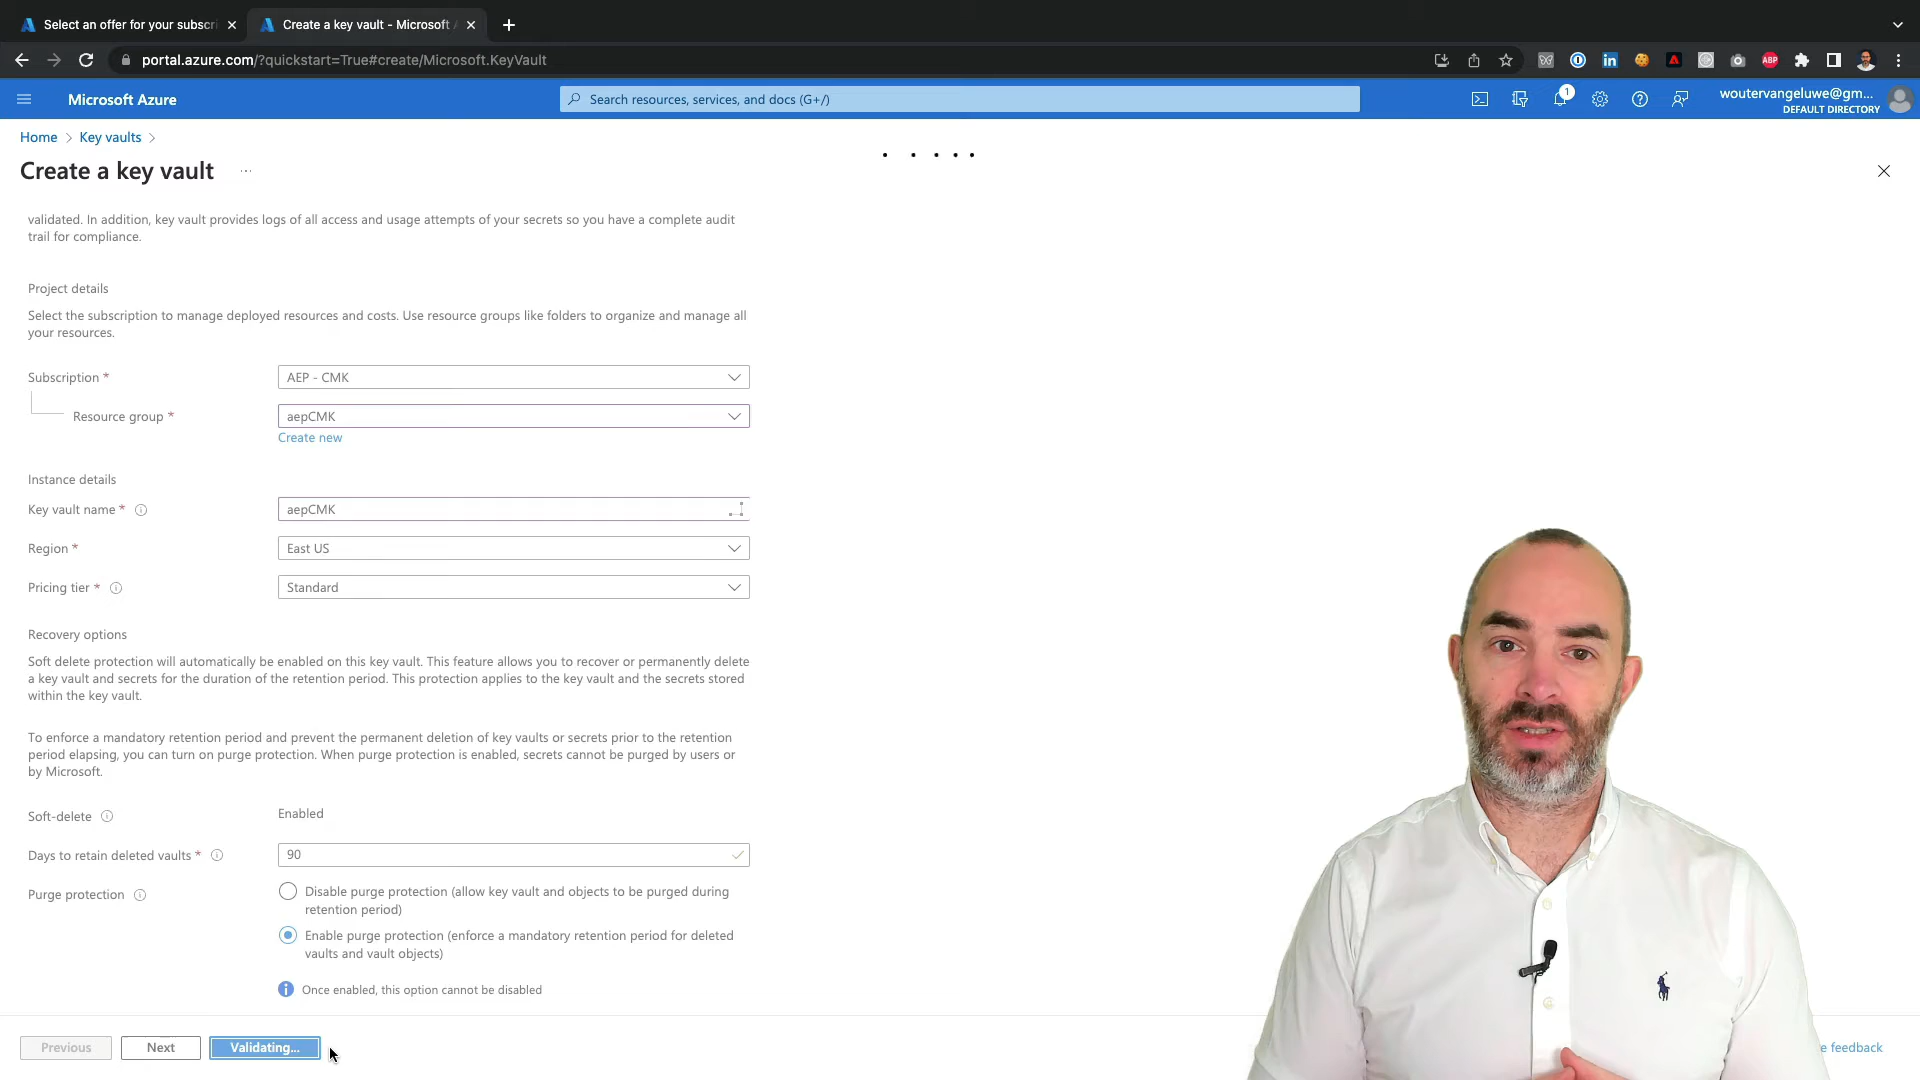 Select an offer for your subscri
Create a key vault - Microsoft A
portal.azure.com/?quickstart=True#create/Microsoft.KeyVault
ABP
Microsoft Azure
Search resources, services, and docs (G+/)
1
woutervangeluwe@gm...
DEFAULT DIRECTORY
Home
Key vaults
Create a key vault
validated. In addition, key vault provides logs of all access and usage attempts of your secrets so you have a complete audit
trail for compliance.
Project details
Select the subscription to manage deployed resources and costs. Use resource groups like folders to organize and manage all
your resources.
Subscription *
AEP - CMK
Resource group *
aepCMK
Create new
Instance details
Key vault name *
aepCMK
Region *
East US
Pricing tier *
Standard
Recovery options
Soft delete protection will automatically be enabled on this key vault. This feature allows you to recover or permanently delete
a key vault and secrets for the duration of the retention period. This protection applies to the key vault and the secrets stored
within the key vault.
To enforce a mandatory retention period and prevent the permanent deletion of key vaults or secrets prior to the retention
period elapsing, you can turn on purge protection. When purge protection is enabled, secrets cannot be purged by users or
by Microsoft.
Soft-delete
Enabled
Days to retain deleted vaults *
90
Purge protection
Disable purge protection (allow key vault and objects to be purged during
retention period)
Enable purge protection (enforce a mandatory retention period for deleted
vaults and vault objects)
Once enabled, this option cannot be disabled
Previous
Next
Validating...
e feedback